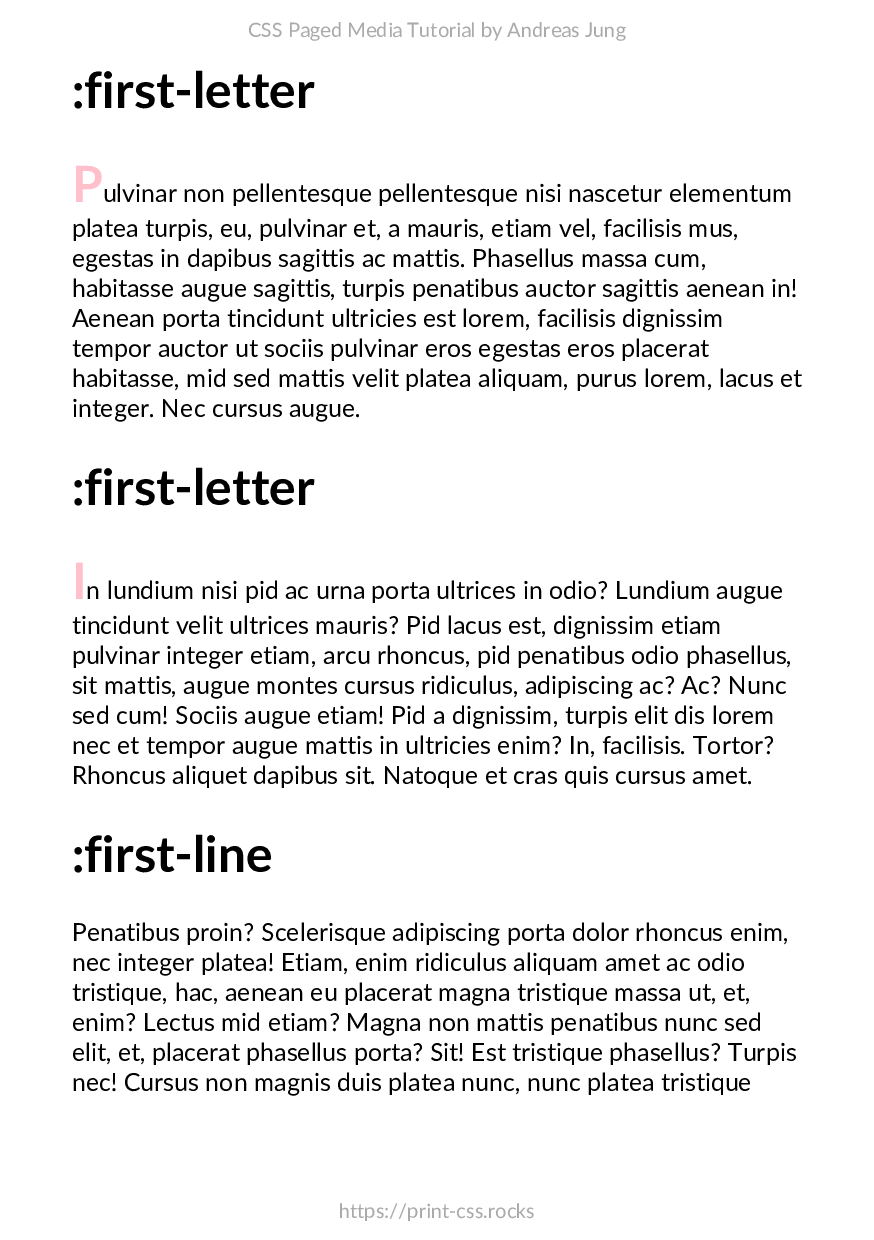 CSS Paged Media Tutorial by Andreas Jung
:first-letter
Pulvinar non pellentesque pellentesque nisi nascetur elementum
platea turpis, eu, pulvinar et, a mauris, etiam vel, facilisis mus,
egestas in dapibus sagittis ac mattis. Phasellus massa cum,
habitasse augue sagittis, turpis penatibus auctor sagittis aenean in!
Aenean porta tincidunt ultricies est lorem, facilisis dignissim
tempor auctor ut sociis pulvinar eros egestas eros placerat
habitasse, mid sed mattis velit platea aliquam, purus lorem, lacus et
integer. Nec cursus augue.
:first-letter
In lundium nisi pid ac urna porta ultrices in odio? Lundium augue
tincidunt velit ultrices mauris? Pid lacus est, dignissim etiam
pulvinar integer etiam, arcu rhoncus, pid penatibus odio phasellus,
sit mattis, augue montes cursus ridiculus, adipiscing ac? Ac? Nunc
sed cum! Sociis augue etiam! Pid a dignissim, turpis elit dis lorem
nec et tempor augue mattis in ultricies enim? In, facilisis. Tortor?
Rhoncus aliquet dapibus sit. Natoque et cras quis cursus amet.
:first-line
Penatibus proin? Scelerisque adipiscing porta dolor rhoncus enim,
nec integer platea! Etiam, enim ridiculus aliquam amet ac odio
tristique, hac, aenean eu placerat magna tristique massa ut, et,
enim? Lectus mid etiam? Magna non mattis penatibus nunc sed
elit, et, placerat phasellus porta? Sit! Est tristique phasellus? Turpis
nec! Cursus non magnis duis platea nunc, nunc platea tristique
https://print-css.rocks